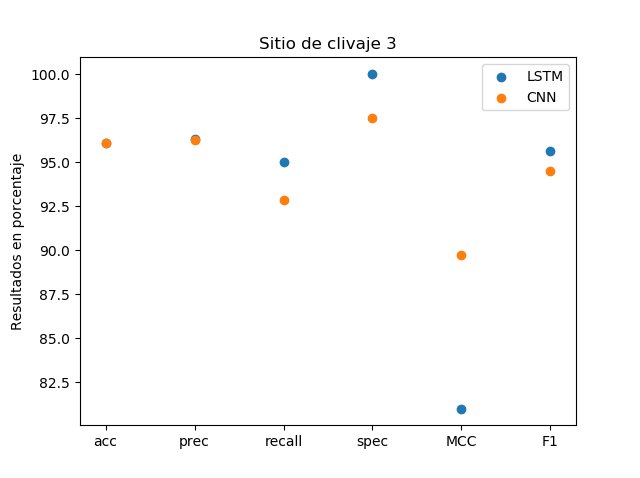 Sitio de clivaje 3
LSTM
CNN
Resultados en porcentaje
100.0
97.5
95.0
92.5
90.0
87.5
85.0
82.5
acc prec recall spec MCC F1